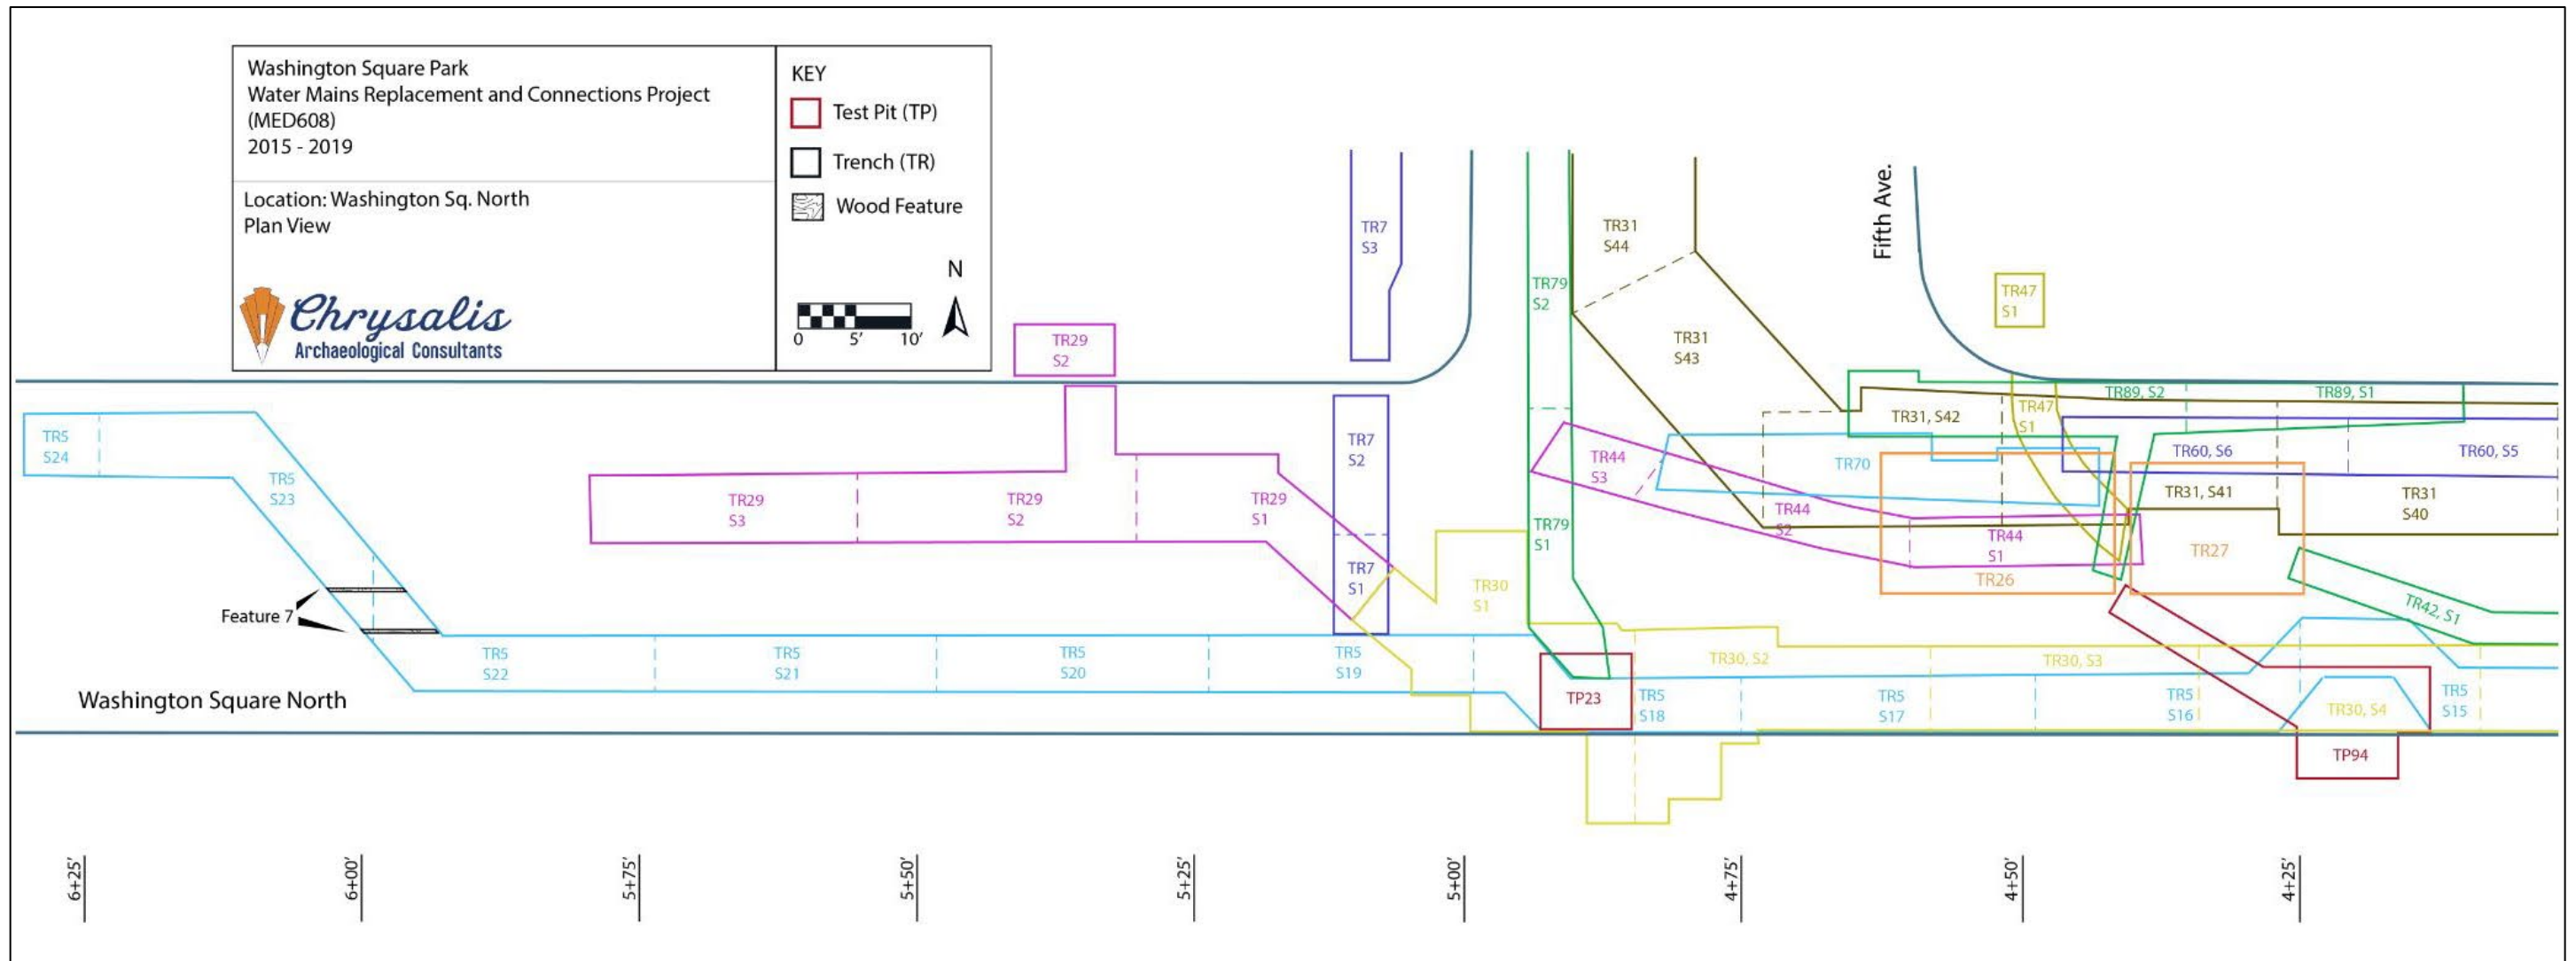 Washington Square Park
Water Mains Replacement and Connections Project
(MED608)
2015 - 2019
Location: Washington Sq. North
Plan View
Chrysalis
Archaeological Consultants
KEY
Test Pit (TP)
Trench (TR)
Wood Feature
N
0 5' 10'
Fifth Ave.
TR7
S3
TR31
S44
TR79
S2
TR47
S1
TR29
S2
TR31
S43
TR89, S2
TR89, S1
TR31, S42
TR47
S1
TR5
S24
TR7
S2
TR44
S3
TR70
TR60, S6
TR60, S5
TR5
S23
TR29
S3
TR29
S2
TR29
S1
TR79
S1
TR44
S2
TR31, S41
TR31
S40
TR44
S1
TR27
TR7
S1
TR30
S1
TR26
TR42, S1
Feature 7
TR5
S22
TR5
S21
TR5
S20
TR5
S19
TR30, S2
TR30, S3
Washington Square North
TP23
TR5
S18
TR5
S17
TR5
S16
TR30, S4
TR5
S15
TP94
6+25'
6+00'
5+75'
5+50'
5+25'
5+00'
4+75'
4+50'
4+25'